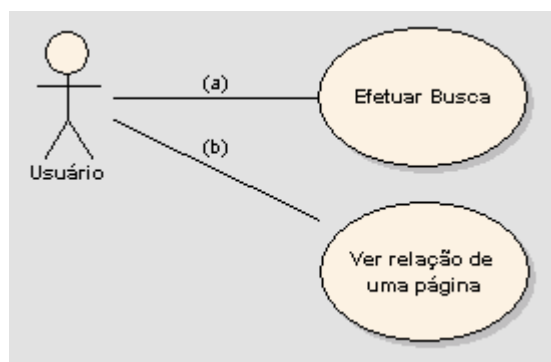 (a)
Efetuar Busca
(b)
Usuário
Ver relação de
uma página